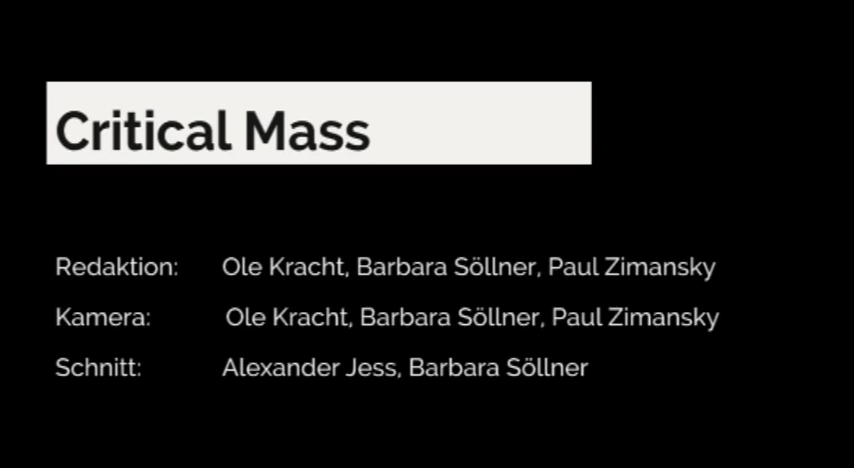 Critical Mass
Redaktion: Ole Kracht, Barbara Söllner, Paul Zimansky
Kamera: Ole Kracht, Barbara Söllner, Paul Zimansky
Schnitt: Alexander Jess, Barbara Söllner